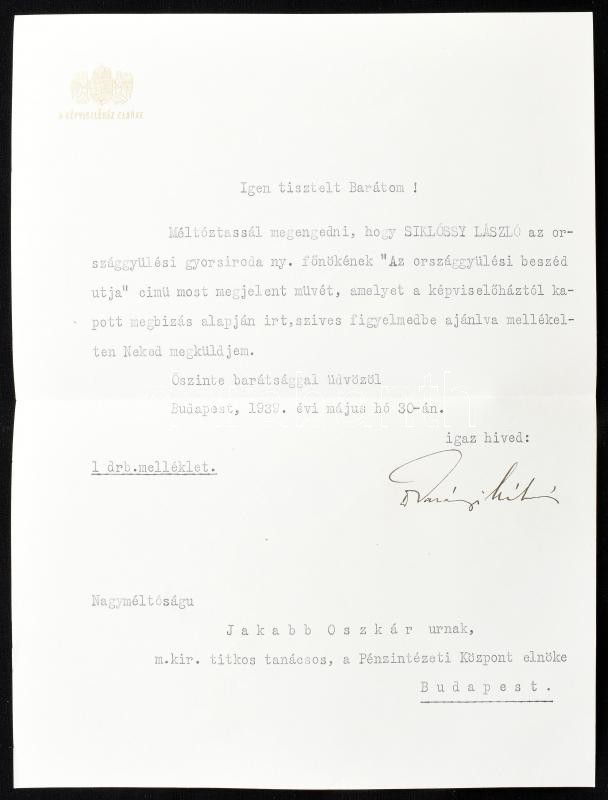 A KÉPVISELŐHÁZ ELNÖKE
Igen tisztelt Barátom !
Méltóztassál megengedni, hogy SIKLÓSSY LÁSZLÓ az or-
szággyülési gyorsiroda ny. főnökének "Az országgyülési beszéd
utja" cimü most megjelent müvét, amelyet a képviselőháztól ka-
pott megbizás alapján irt,szives figyelmedbe ajánlva mellékel-
ten Neked megküldjem.
Őszinte barátsággal üdvözöl
Budapest, 1939. évi május hó 30-án.
igaz hived:
1 drb.melléklet.
Nagyméltóságu
Jakabb Oszkár urnak,
m.kir. titkos tanácsos, a Pénzintézeti Központ elnöke
Budapest.